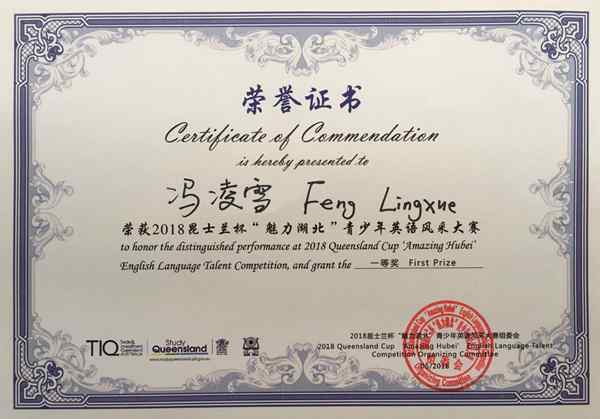 荣誉证书
Certificate of Commendation
is hereby presented to
冯凌雪 Feng Lingxue
荣获2018昆士兰杯“魅力湖北”青少年英语风采大赛
to honor the distinguished performance at 2018 Queensland Cup 'Amazing Hubei'
English Language Talent Competition, and grant the 一等奖 First Prize
2018昆士兰杯“魅力湖北”青少年英语风采大赛组委会
2018 Queensland Cup 'Amazing Hubei' English Language Talent
Competition Organizing Committee
05/2018
TIQ Trade & Investment Queensland
Study
Queensland